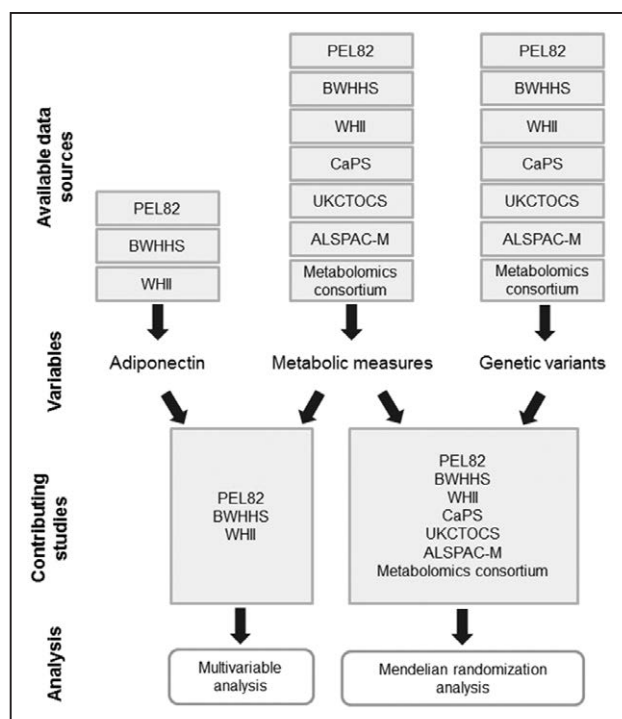 Available data
sources
PEL82
BWHHS
WHII
PEL82
BWHHS
WHII
CaPS
UKCTOCS
ALSPAC-M
Metabolomics
consortium
PEL82
BWHHS
WHII
CaPS
UKCTOCS
ALSPAC-M
Metabolomics
consortium
Variables
Adiponectin
Metabolic measures
Genetic variants
Contributing
studies
PEL82
BWHHS
WHII
PEL82
BWHHS
WHII
CaPS
UKCTOCS
ALSPAC-M
Metabolomics consortium
Analysis
Multivariable
analysis
Mendelian randomization
analysis